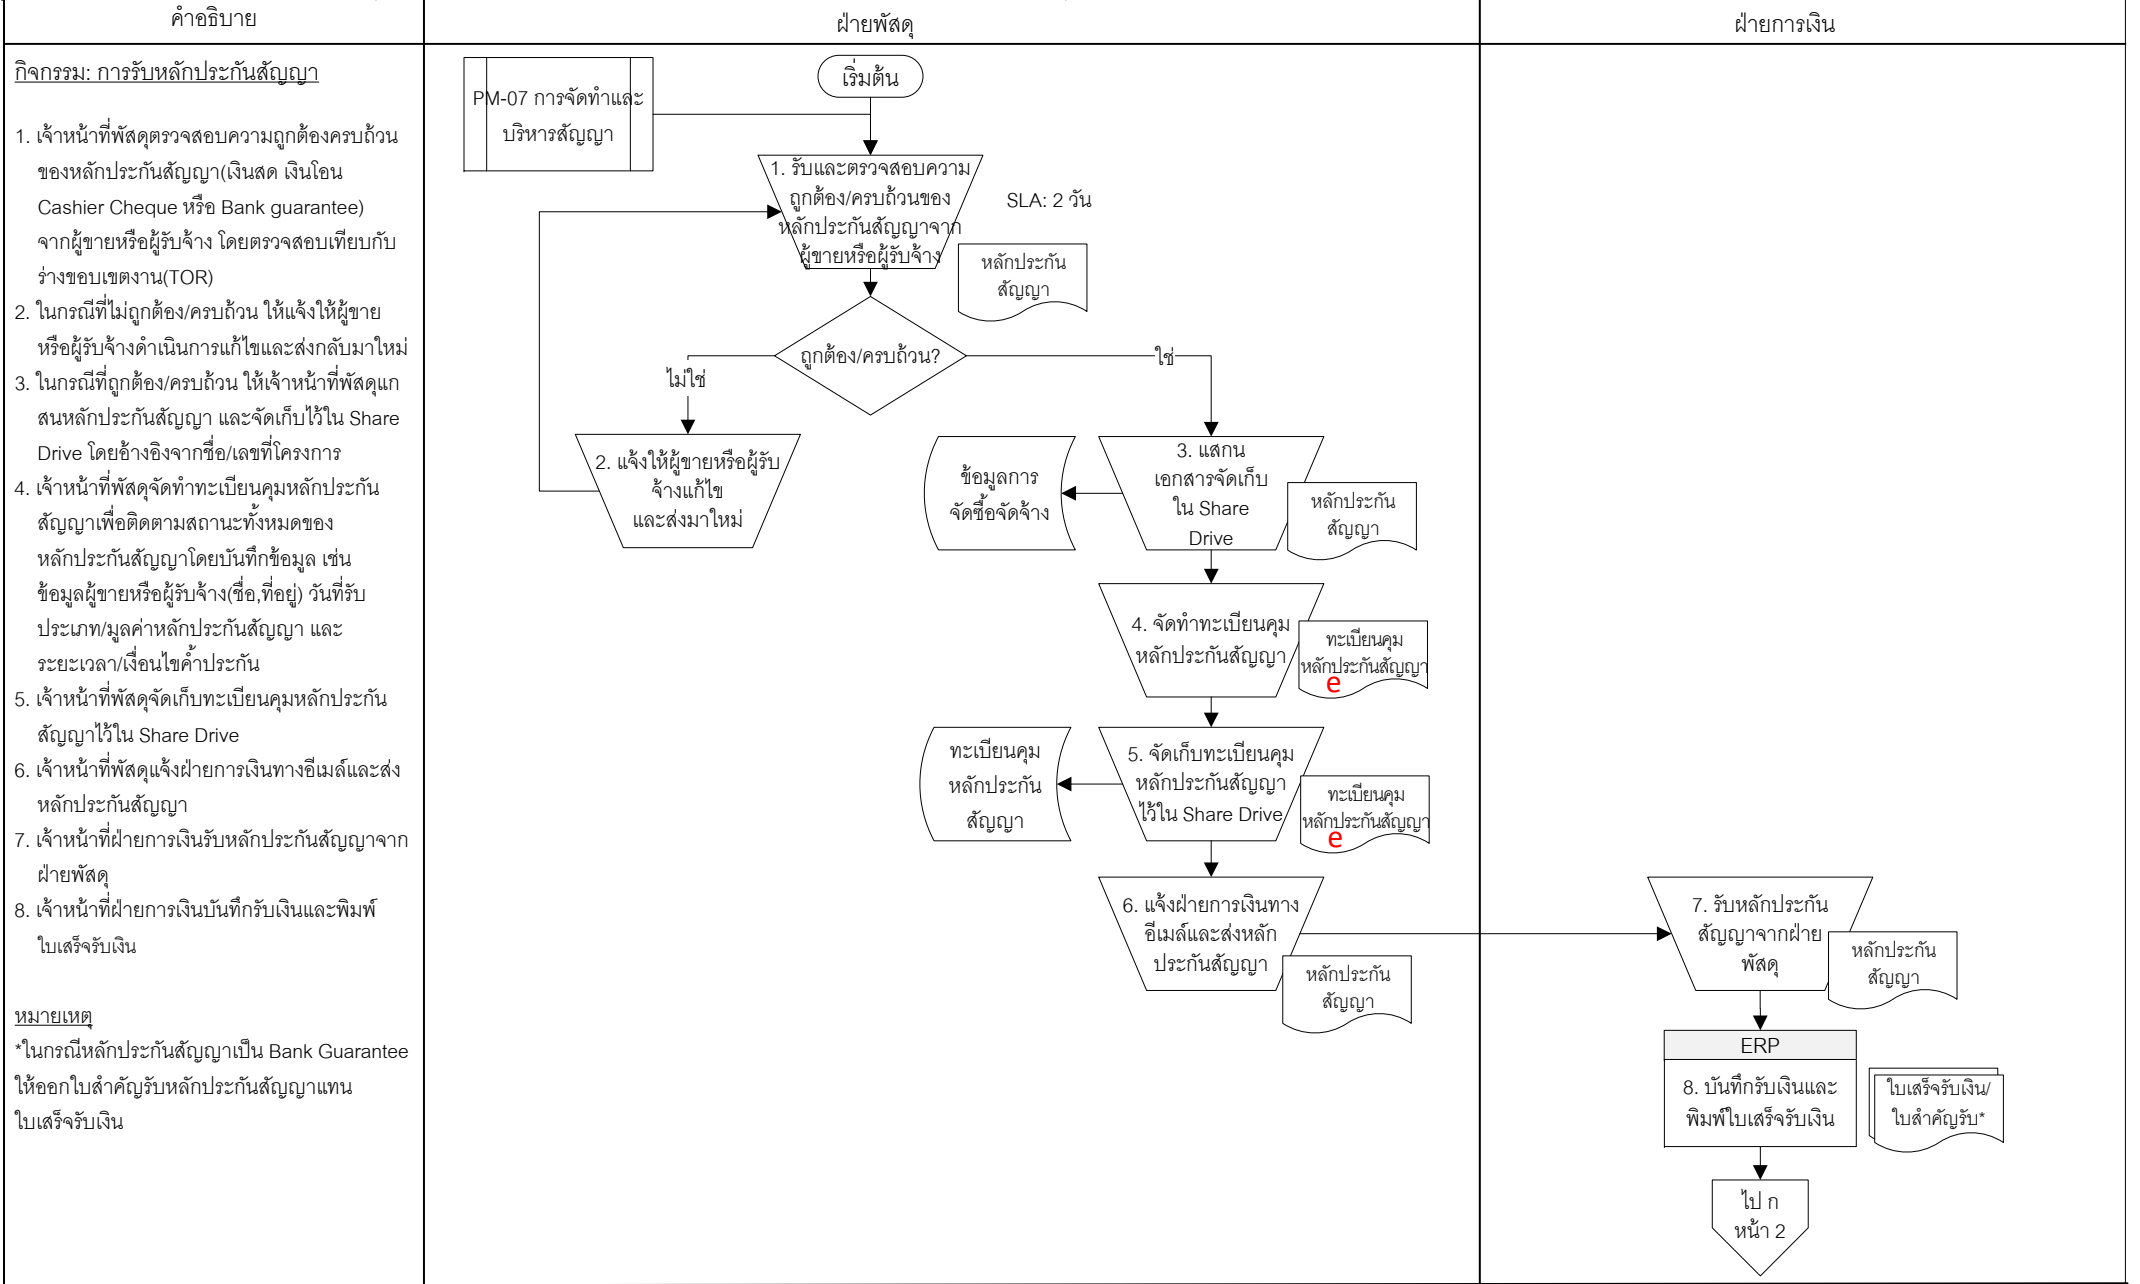 คำอธิบาย
ฝ่ายพัสดุ
ฝ่ายการเงิน
กิจกรรม: การรับหลักประกันสัญญา
1. เจ้าหน้าที่พัสดุตรวจสอบความถูกต้องครบถ้วน
ของหลักประกันสัญญา(เงินสด เงินโอน
Cashier Cheque หรือ Bank guarantee)
จากผู้ขายหรือผู้รับจ้าง โดยตรวจสอบเทียบกับ
ร่างขอบเขตงาน(TOR)
2. ในกรณีที่ไม่ถูกต้อง/ครบถ้วน ให้แจ้งให้ผู้ขาย
หรือผู้รับจ้างดำเนินการแก้ไขและส่งกลับมาใหม่
3. ในกรณีที่ถูกต้อง/ครบถ้วน ให้เจ้าหน้าที่พัสดุแก
สนหลักประกันสัญญา และจัดเก็บไว้ใน Share
Drive โดยอ้างอิงจากชื่อ/เลขที่โครงการ
4. เจ้าหน้าที่พัสดุจัดทำทะเบียนคุมหลักประกัน
สัญญาเพื่อติดตามสถานะทั้งหมดของ
หลักประกันสัญญาโดยบันทึกข้อมูล เช่น
ข้อมูลผู้ขายหรือผู้รับจ้าง(ชื่อ,ที่อยู่) วันที่รับ
ประเภท/มูลค่าหลักประกันสัญญา และ
ระยะเวลา/เงื่อนไขค้ำประกัน
5. เจ้าหน้าที่พัสดุจัดเก็บทะเบียนคุมหลักประกัน
สัญญาไว้ใน Share Drive
6. เจ้าหน้าที่พัสดุแจ้งฝ่ายการเงินทางอีเมล์และส่ง
หลักประกันสัญญา
7. เจ้าหน้าที่ฝ่ายการเงินรับหลักประกันสัญญาจาก
ฝ่ายพัสดุ
8. เจ้าหน้าที่ฝ่ายการเงินบันทึกรับเงินและพิมพ์
ใบเสร็จรับเงิน
หมายเหตุ
*ในกรณีหลักประกันสัญญาเป็น Bank Guarantee
ให้ออกใบสำคัญรับหลักประกันสัญญาแทน
ใบเสร็จรับเงิน
PM-07 การจัดทำและ
บริหารสัญญา
เริ่มต้น
1. รับและตรวจสอบความ
ถูกต้อง/ครบถ้วนของ
หลักประกันสัญญาจาก
ผู้ขายหรือผู้รับจ้าง
SLA: 2 วัน
หลักประกัน
สัญญา
ถูกต้อง/ครบถ้วน?
ไม่ใช่
ใช่
2. แจ้งให้ผู้ขายหรือผู้รับ
จ้างแก้ไข
และส่งมาใหม่
ข้อมูลการ
จัดซื้อจัดจ้าง
3. แสกน
เอกสารจัดเก็บ
ใน Share
Drive
หลักประกัน
สัญญา
4. จัดทำทะเบียนคุม
หลักประกันสัญญา
ทะเบียนคุม
หลักประกันสัญญา
e
ทะเบียนคุม
หลักประกัน
สัญญา
5. จัดเก็บทะเบียนคุม
หลักประกันสัญญา
ไว้ใน Share Drive
ทะเบียนคุม
หลักประกันสัญญา
e
6. แจ้งฝ่ายการเงินทาง
อีเมล์และส่งหลัก
ประกันสัญญา
หลักประกัน
สัญญา
7. รับหลักประกัน
สัญญาจากฝ่าย
พัสดุ
หลักประกัน
สัญญา
ERP
8. บันทึกรับเงินและ
พิมพ์ใบเสร็จรับเงิน
ใบเสร็จรับเงิน/
ใบสำคัญรับ*
ไป ก
หน้า 2